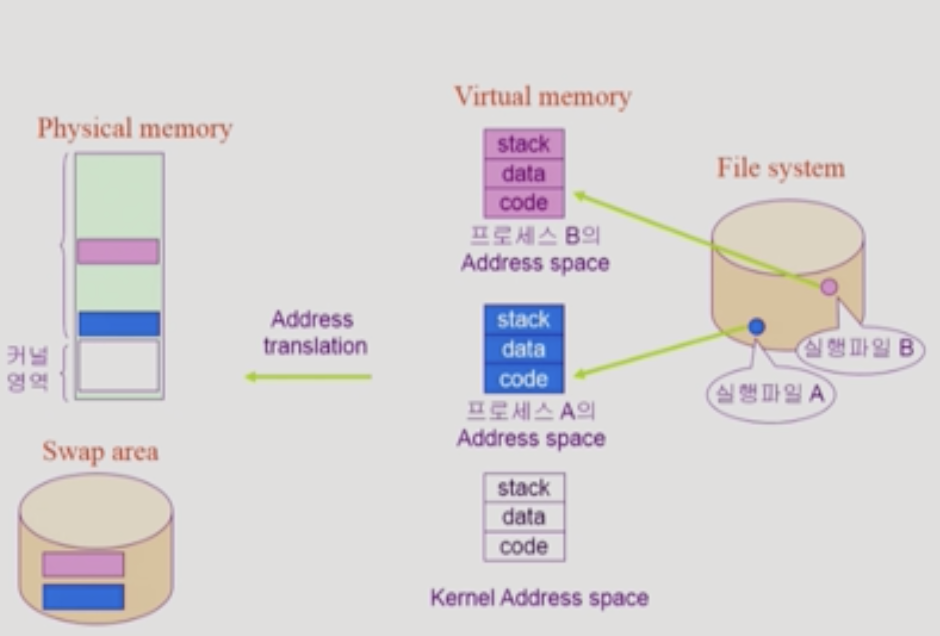 Physical memory
커널
영역
Swap area
Address
translation
Virtual memory
stack
data
code
프로세스 B의
Address space
stack
data
code
프로세스 A의
Address space
stack
data
code
Kernel Address space
File system
실행파일 B
실행파일 A